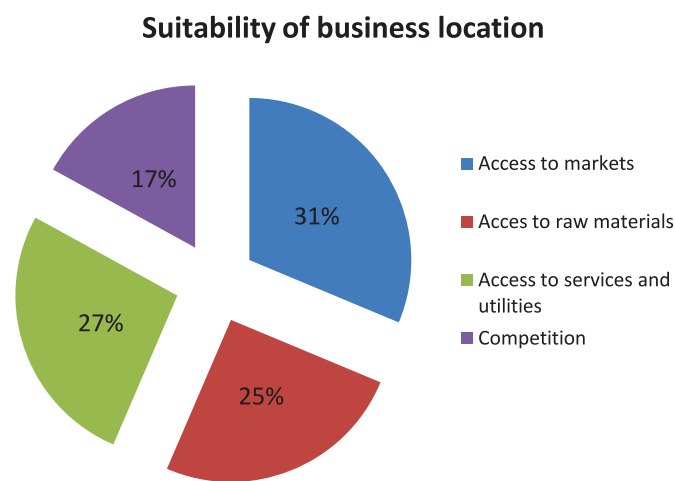 Suitability of business location
17%
31%
27%
25%
Access to markets
Acces to raw materials
Access to services and
utilities
Competition